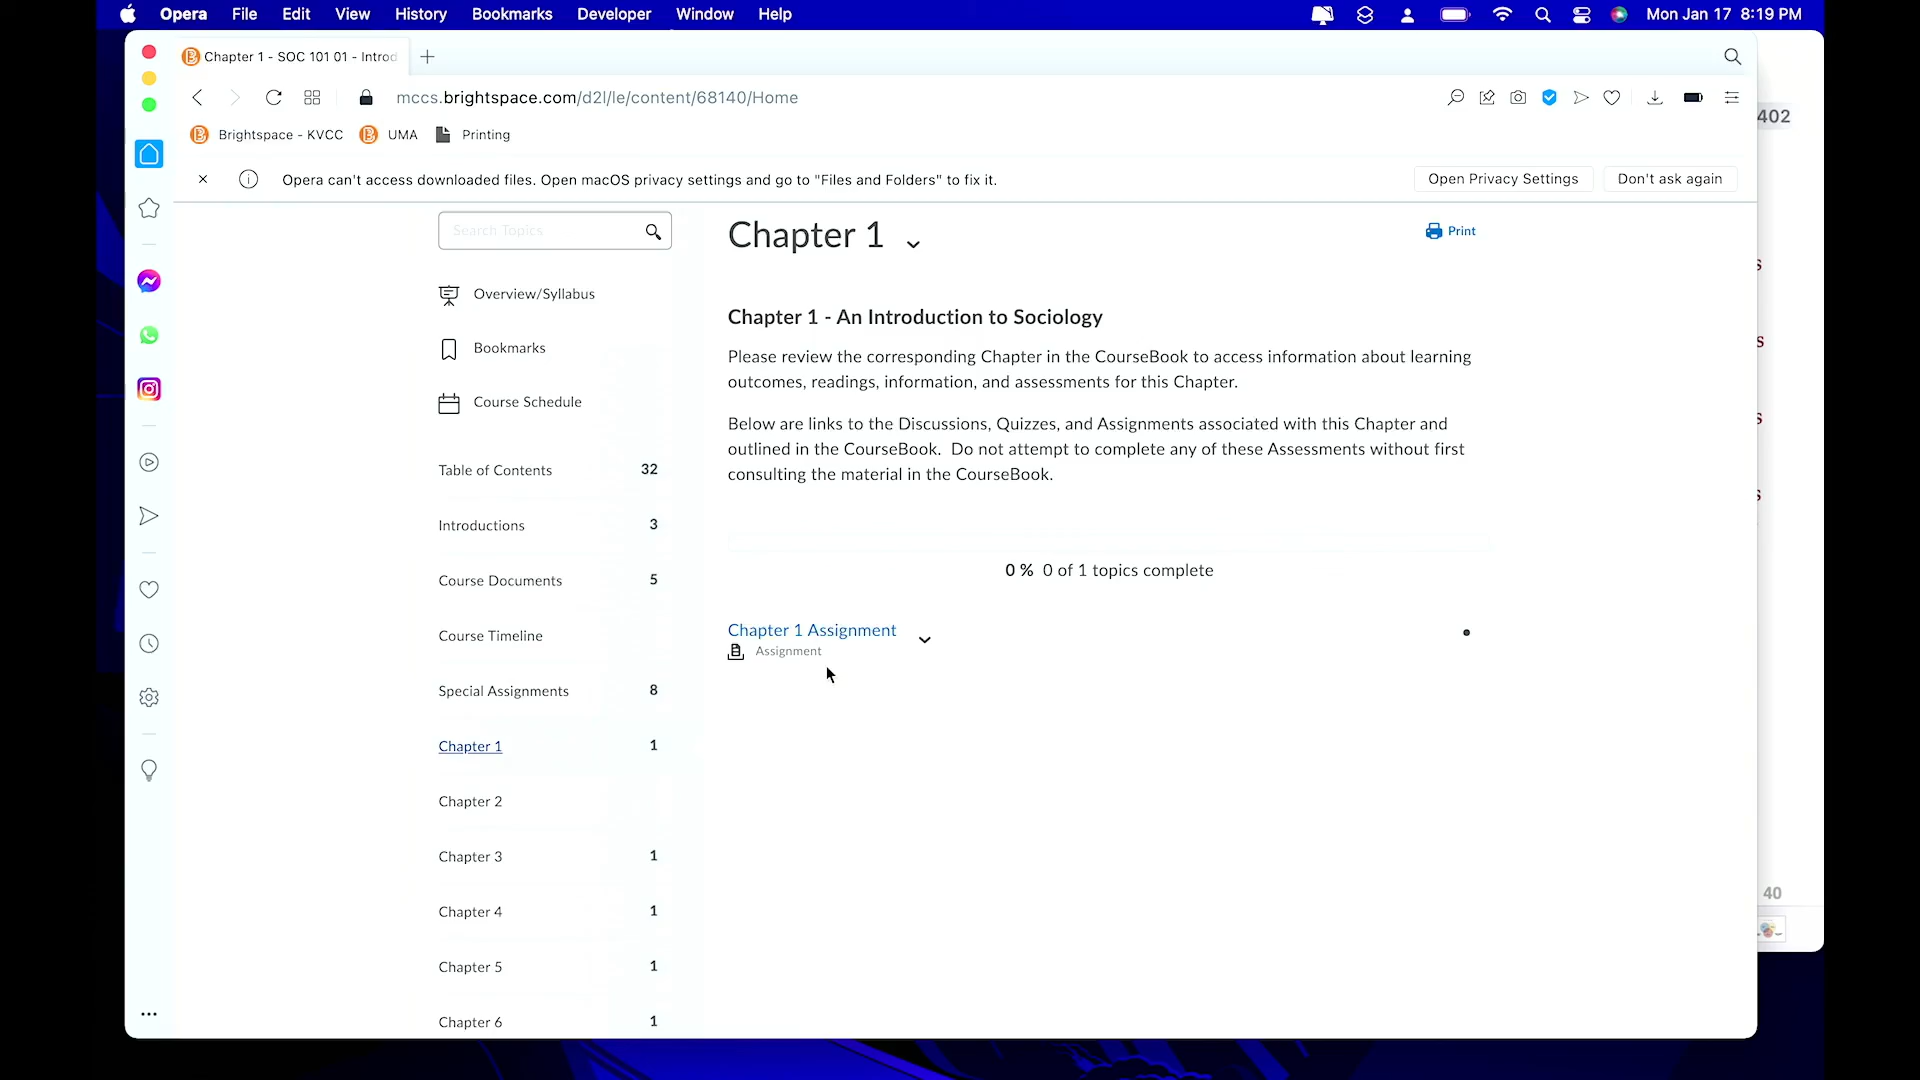 Opera File Edit View History Bookmarks Developer Window Help Mon Jan 17 8:19 PM
Chapter 1 - SOC 101 01 - Introd
mccs.brightspace.com/d2l/le/content/68140/Home
Brightspace - KVCC UMA Printing
402
Opera can't access downloaded files. Open macOS privacy settings and go to "Files and Folders" to fix it. Open Privacy Settings Don't ask again
Search Topics
Overview/Syllabus
Bookmarks
Course Schedule
Table of Contents 32
Introductions 3
Course Documents 5
Course Timeline
Special Assignments 8
Chapter 1 1
Chapter 2
Chapter 3 1
Chapter 4 1
Chapter 5 1
Chapter 6 1
Chapter 1
Print
Chapter 1 - An Introduction to Sociology
Please review the corresponding Chapter in the CourseBook to access information about learning
outcomes, readings, information, and assessments for this Chapter.
Below are links to the Discussions, Quizzes, and Assignments associated with this Chapter and
outlined in the CourseBook. Do not attempt to complete any of these Assessments without first
consulting the material in the CourseBook.
0 % 0 of 1 topics complete
Chapter 1 Assignment
Assignment
s
s
s
s
40